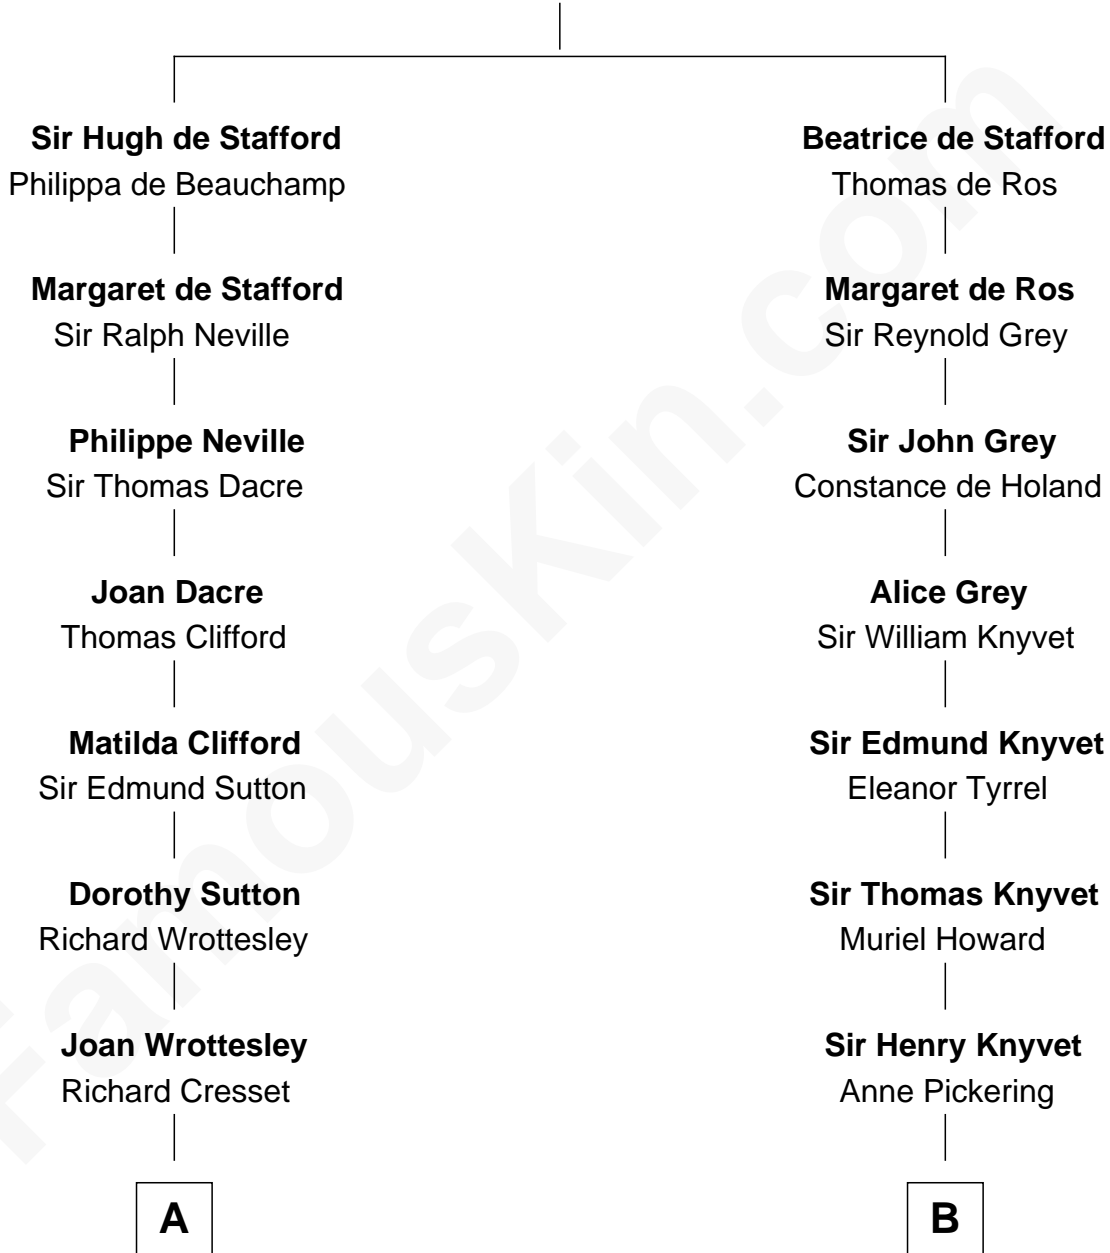 Sir Hugh de Stafford
Philippa de Beauchamp
Margaret de Stafford
Sir Ralph Neville
Philippe Neville
Sir Thomas Dacre
Joan Dacre
Thomas Clifford
Matilda Clifford
Sir Edmund Sutton
Dorothy Sutton
Richard Wrottesley
Joan Wrottesley
Richard Cresset
A
Beatrice de Stafford
Thomas de Ros
Margaret de Ros
Sir Reynold Grey
Sir John Grey
Constance de Holand
Alice Grey
Sir William Knyvet
Sir Edmund Knyvet
Eleanor Tyrrel
Sir Thomas Knyvet
Muriel Howard
Sir Henry Knyvet
Anne Pickering
B
FamousKin.com